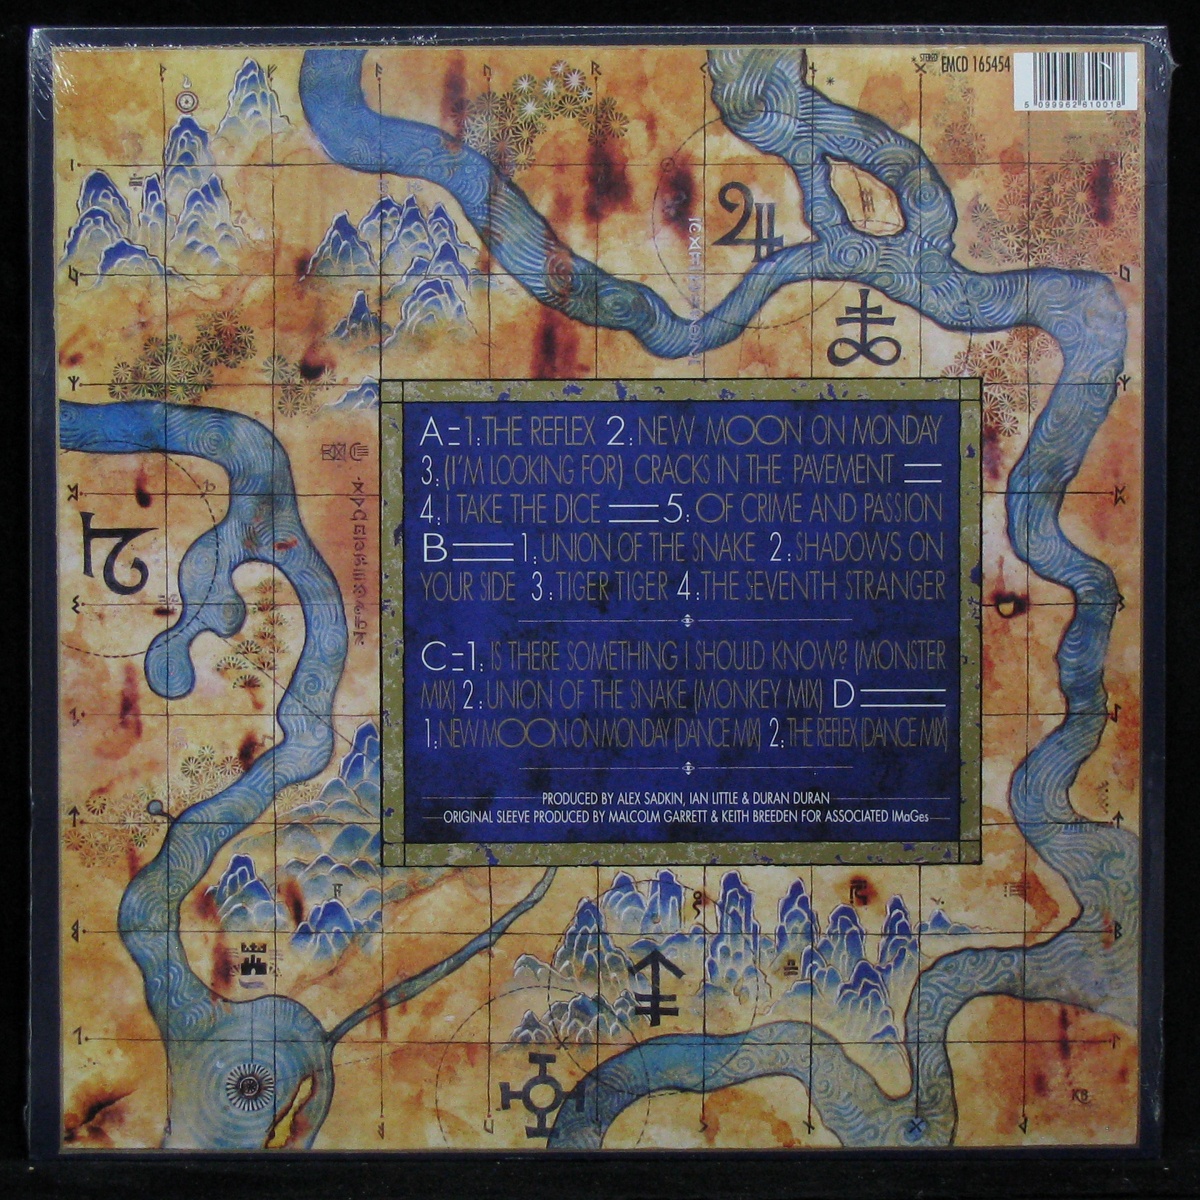 STEREO EMCD 165454
5 099962 610018
A=1.THE REFLEX 2.NEW MOON ON MONDAY
3.(I'M LOOKING FOR) CRACKS IN THE PAVEMENT
4.I TAKE THE DICE 5.OF CRIME AND PASSION
B 1.UNION OF THE SNAKE 2.SHADOWS ON
YOUR SIDE 3.TIGER TIGER 4.THE SEVENTH STRANGER
C=1.IS THERE SOMETHING I SHOULD KNOW? (MONSTER
MIX) 2.UNION OF THE SNAKE (MONKEY MIX) D
1.NEW MOON ON MONDAY (DANCE MIX) 2.THE REFLEX (DANCE MIX)
PRODUCED BY ALEX SADKIN, IAN LITTLE & DURAN DURAN
ORIGINAL SLEEVE PRODUCED BY MALCOLM GARRETT & KEITH BREEDEN FOR ASSOCIATED IMaGes
KB